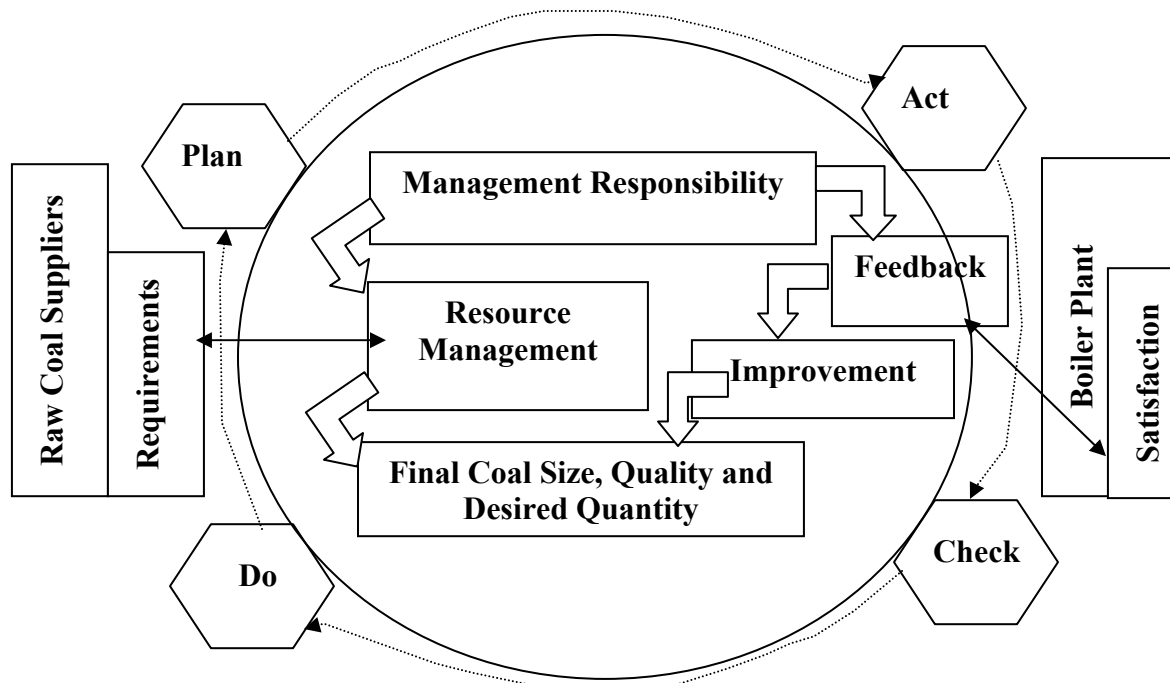 Act
Plan
Management Responsibility
Raw Coal Suppliers
Requirements
Feedback
Boiler Plant
Satisfaction
Resource
Management
Improvement
Final Coal Size, Quality and
Desired Quantity
Do
Check